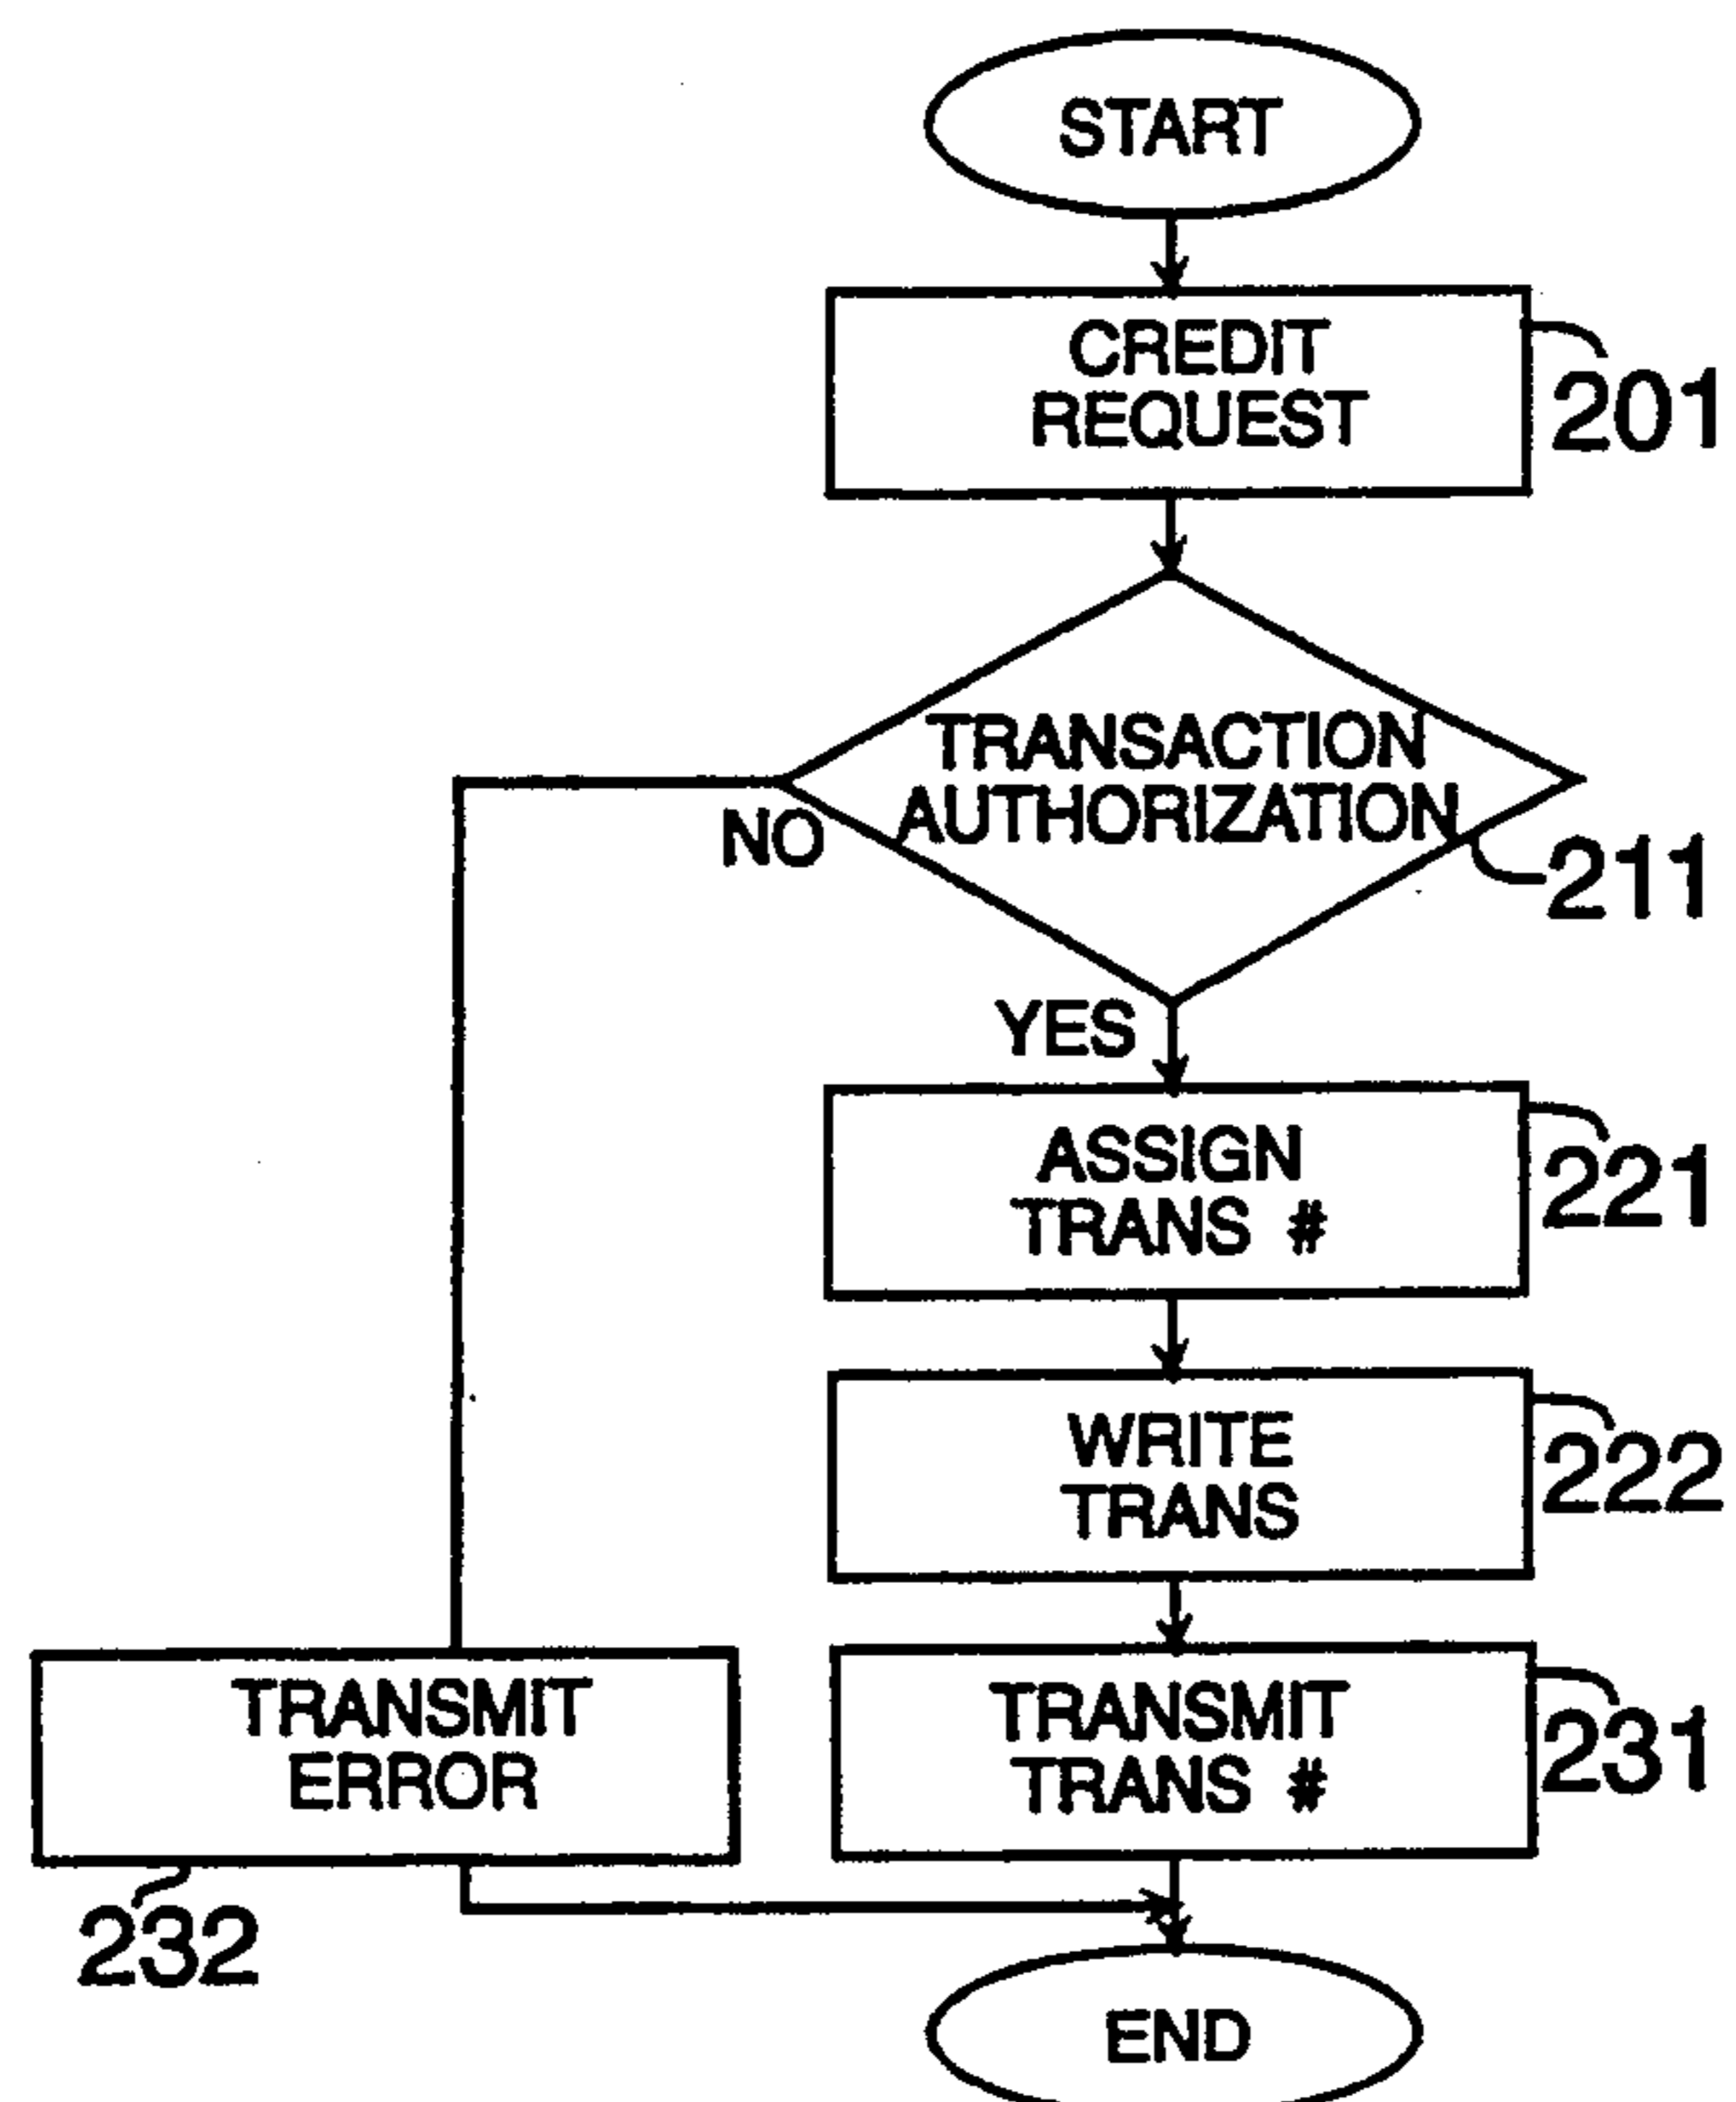 START
CREDIT
REQUEST
201
TRANSACTION
AUTHORIZATION
NO
211
YES
ASSIGN
TRANS #
221
WRITE
TRANS
222
TRANSMIT
ERROR
232
TRANSMIT
TRANS #
231
END